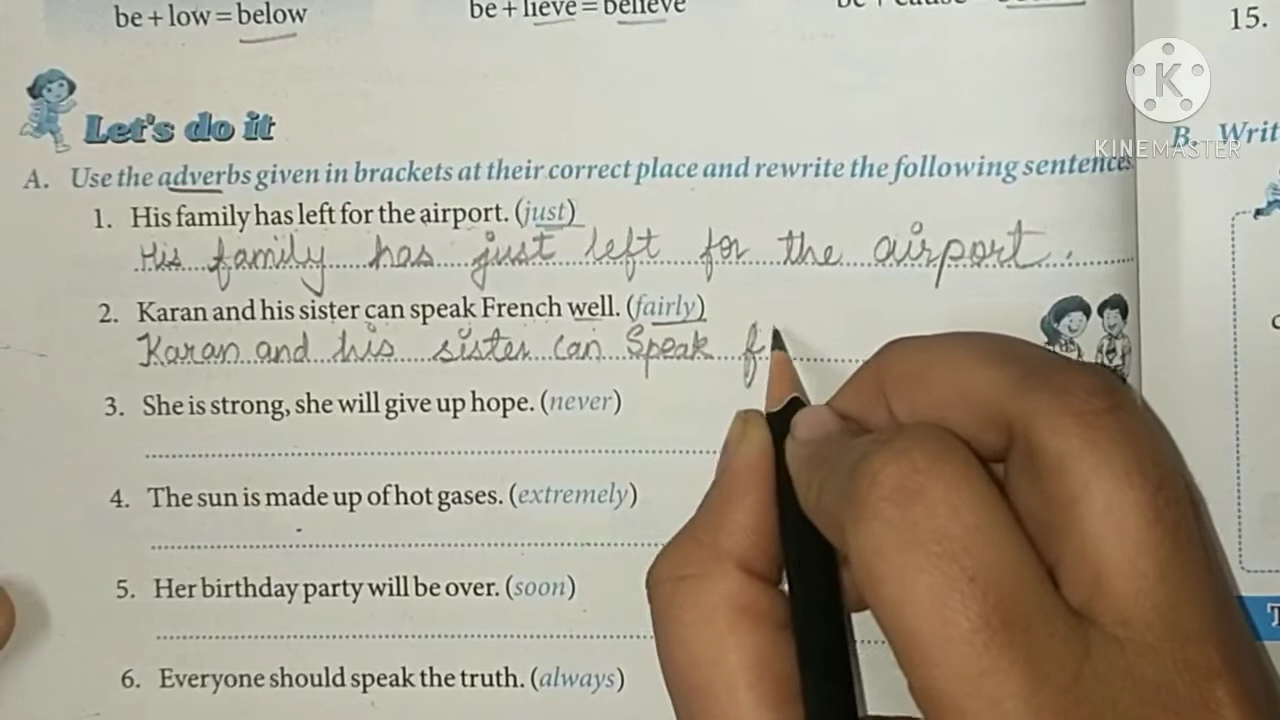 be + low = below
be + lieve = believe
15.
K
KINEMASTER
Let's do it
B. Writ
A. Use the adverbs given in brackets at their correct place and rewrite the following sentences
1. His family has left for the airport. (just)
His family has just left for the airport.
2. Karan and his sister can speak French well. (fairly)
Karan and his sister can Speak f
3. She is strong, she will give up hope. (never)
4. The sun is made up of hot gases. (extremely)
5. Her birthday party will be over. (soon)
6. Everyone should speak the truth. (always)